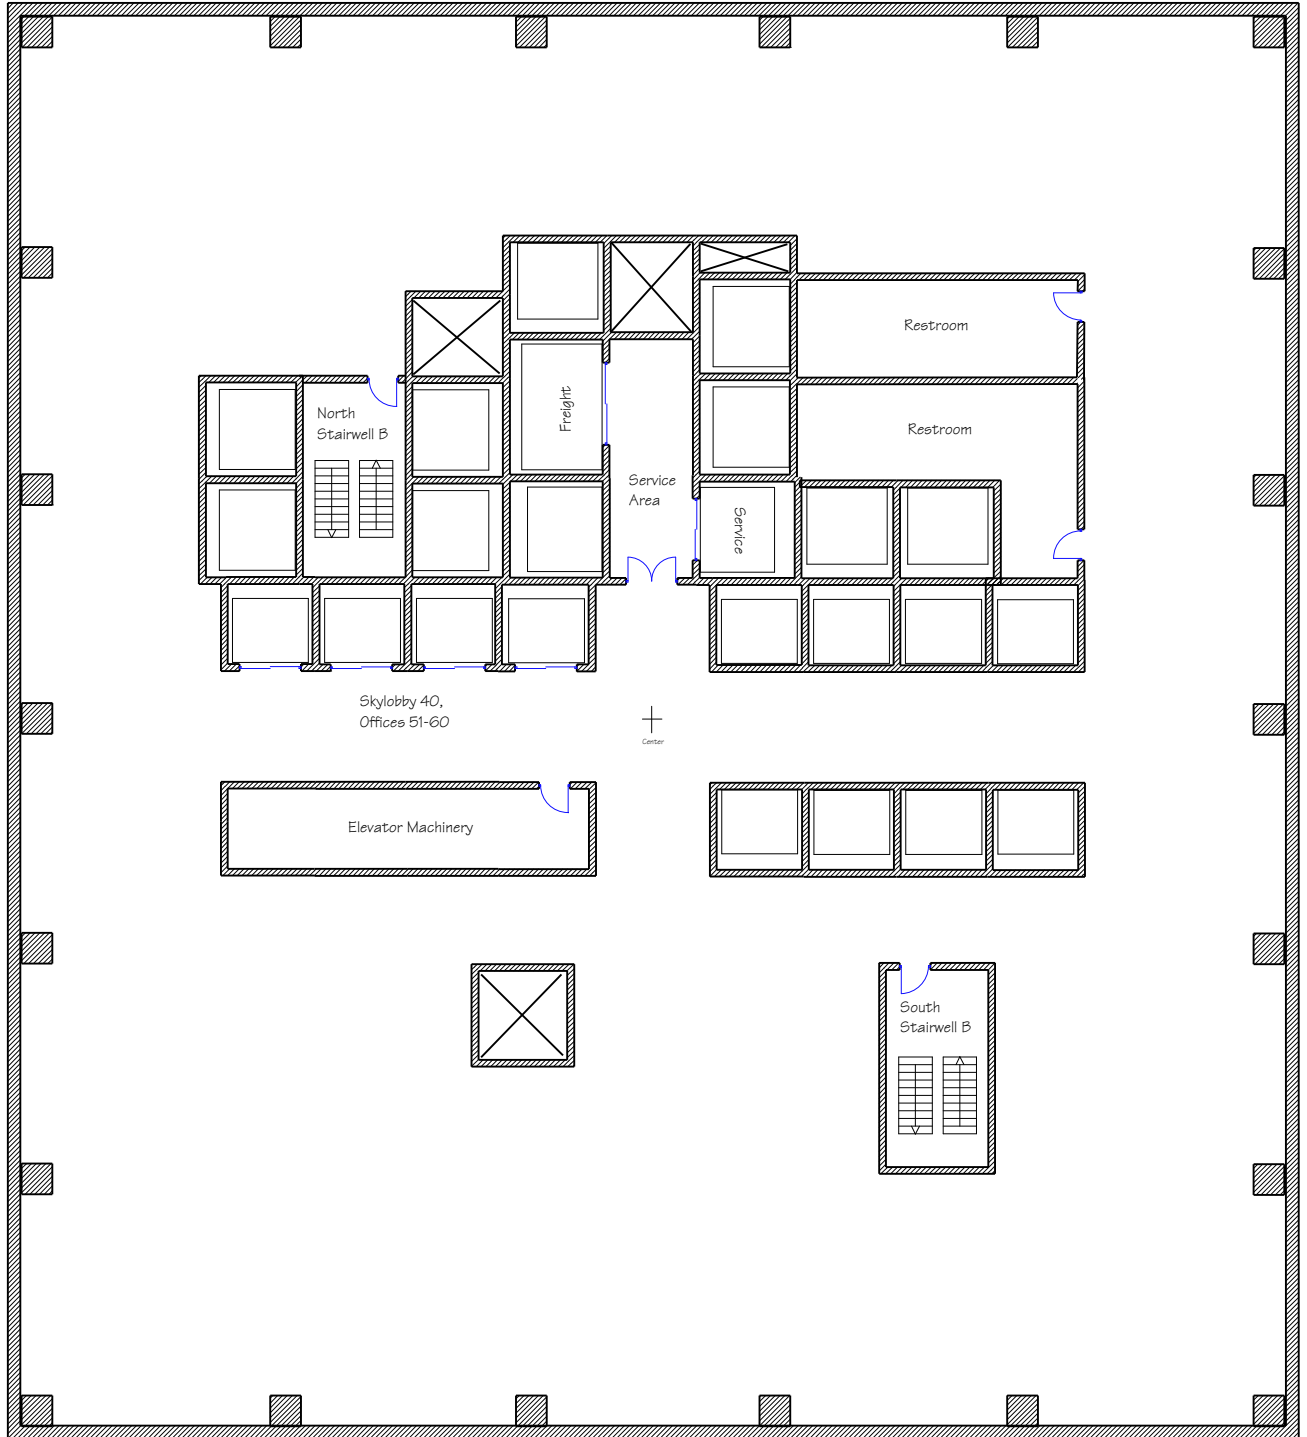 Restroom
Freight
North
Stairwell B
Restroom
Service
Area
Service
Skylobby 40,
Offices 51-60
Center
Elevator Machinery
South
Stairwell B